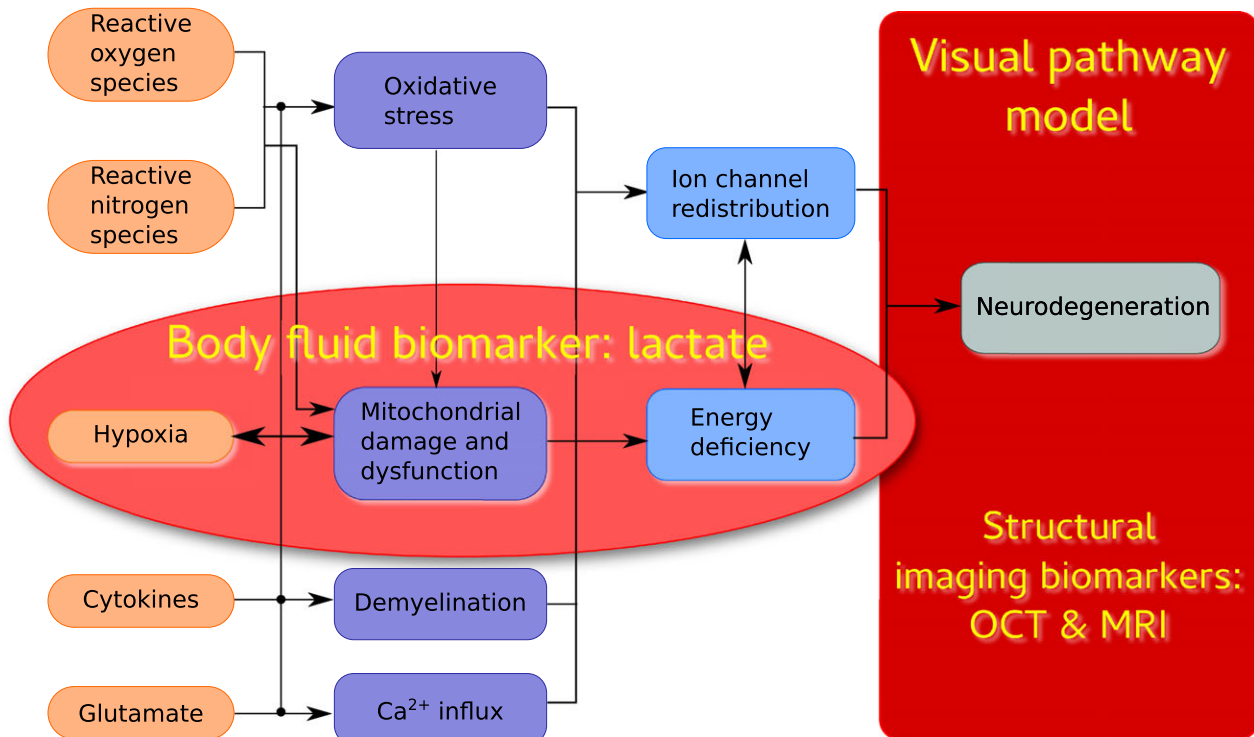 Reactive
oxygen
species
Oxidative
stress
Visual pathway
model
Reactive
nitrogen
species
Ion channel
redistribution
Neurodegeneration
Body fluid biomarker: lactate
Hypoxia
Mitochondrial
damage and
dysfunction
Energy
deficiency
Structural
imaging biomarkers:
OCT & MRI
Cytokines
Demyelination
Glutamate
Ca²⁺ influx